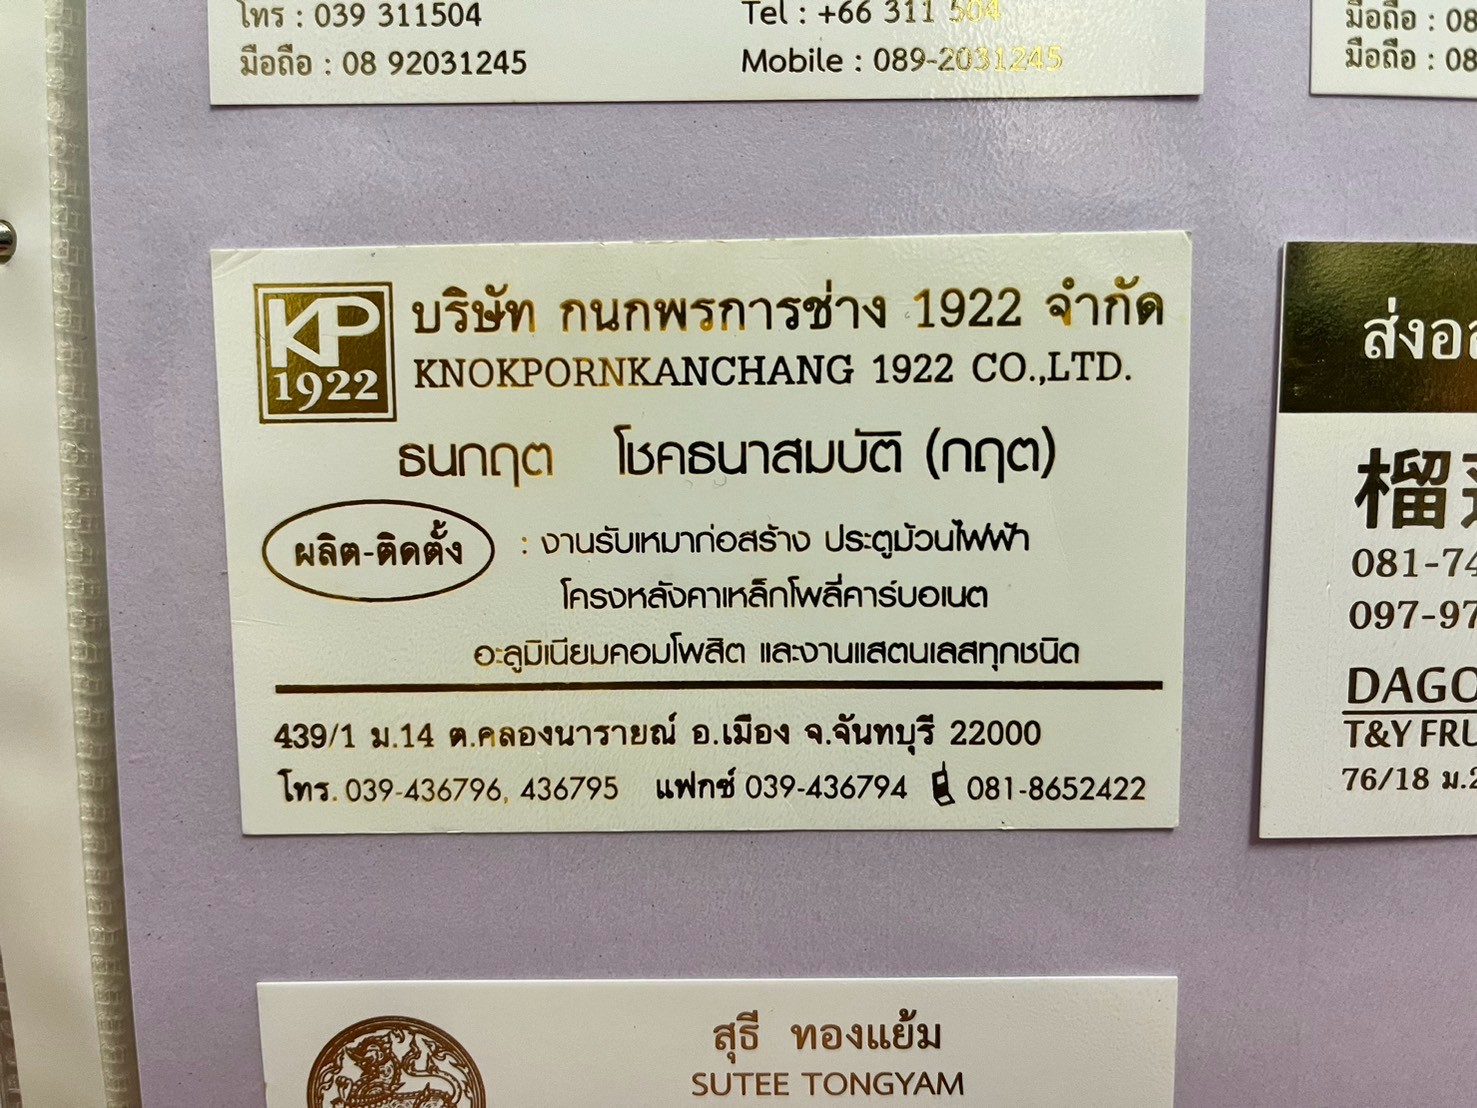 โทร : 039 311504
Tel : +66 311 504
มือถือ : 08 92031245
Mobile : 089-2031245
มือถือ : 08
มือถือ : 08
KP
1922
บริษัท กนกพรการช่าง 1922 จำกัด
KNOKPORNKANCHANG 1922 CO.,LTD.
ธนกฤต โชคธนาสมบัติ (กฤต)
ผลิต-ติดตั้ง : งานรับเหมาก่อสร้าง ประตูม้วนไฟฟ้า
โครงหลังคาเหล็กโพลี่คาร์บอเนต
อะลูมิเนียมคอมโพสิต และงานแสตนเลสทุกชนิด
439/1 ม.14 ต.คลองนารายณ์ อ.เมือง จ.จันทบุรี 22000
โทร. 039-436796, 436795 แฟกซ์ 039-436794 081-8652422
榴
081-74
097-97
DAGO
T&Y FRU
76/18 ม.2
สุธี ทองแย้ม
SUTEE TONGYAM